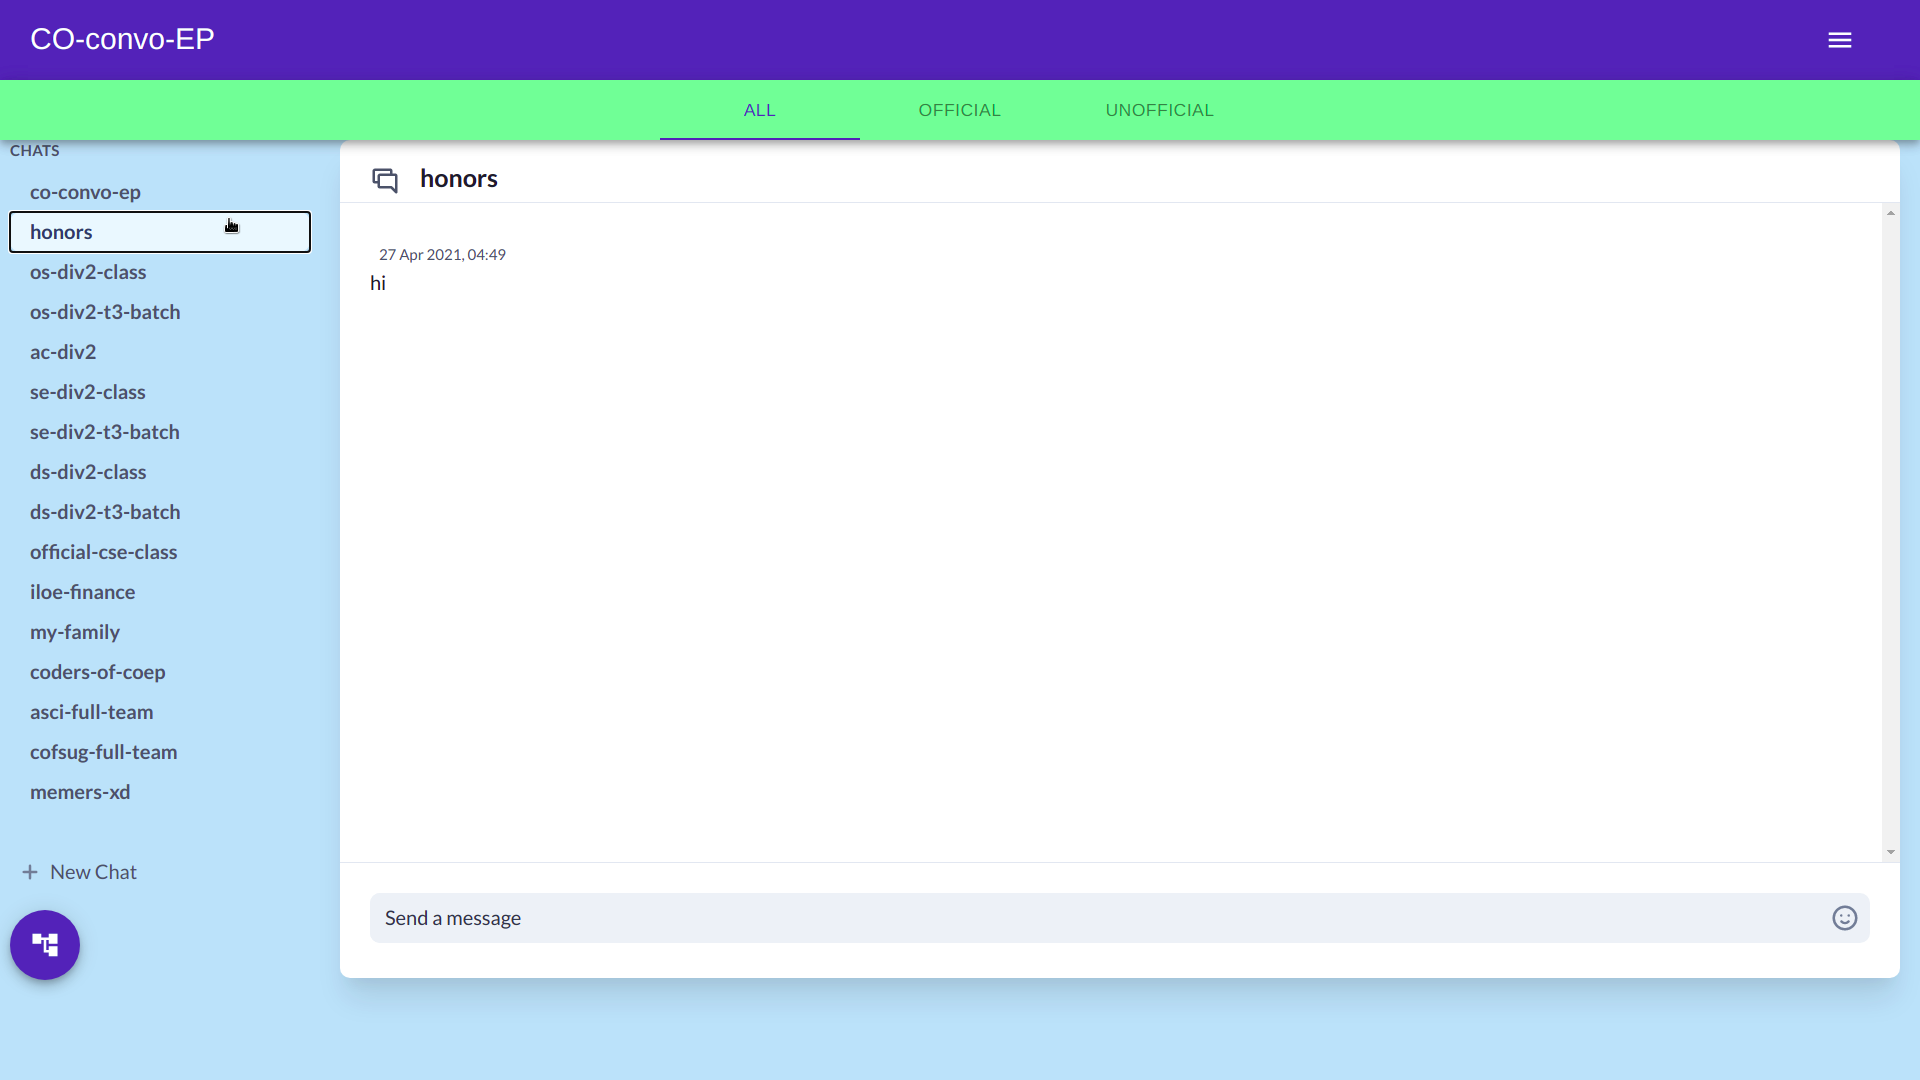 CO-convo-EP
ALL
OFFICIAL
UNOFFICIAL
CHATS
co-convo-ep
honors
os-div2-class
os-div2-t3-batch
ac-div2
se-div2-class
se-div2-t3-batch
ds-div2-class
ds-div2-t3-batch
official-cse-class
iloe-finance
my-family
coders-of-coep
asci-full-team
cofsug-full-team
memers-xd
New Chat
honors
27 Apr 2021, 04:49
hi
Send a message